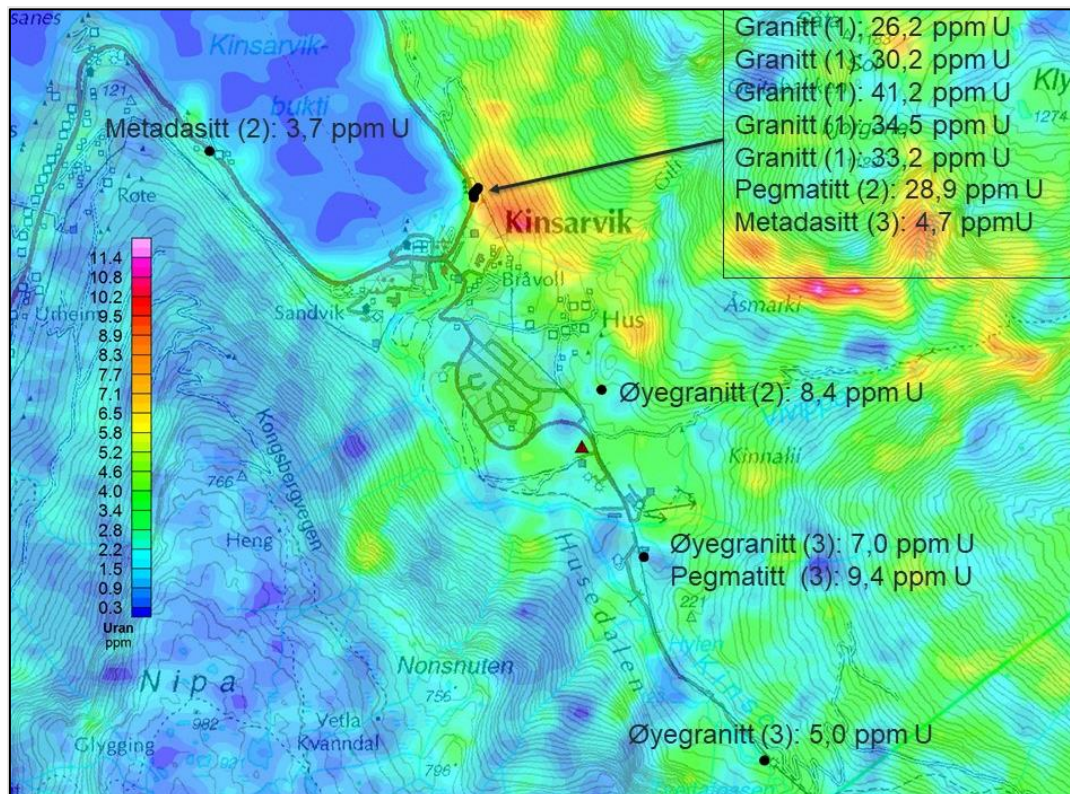 sanes
Kinsarvik-
bukti
121
Metadasitt (2): 3,7 ppm U
Røte
Granitt (1): 26,2 ppm U
Granitt (1): 30,2 ppm U
Granitt (1): 41,2 ppm U
Granitt (1): 34,5 ppm U
Granitt (1): 33,2 ppm U
Pegmatitt (2): 28,9 ppm U
Metadasitt (3): 4,7 ppmU
1183
Kly
1274
Kinsarvik
Bråvoll
Sandvik
Hus
Åsmarki
Utheim
11.4
10.8
10.2
9.5
8.9
8.3
7.7
7.1
6.5
5.8
5.2
4.6
4.0
3.4
2.8
2.2
1.5
0.9
0.3
Uran
ppm
Kongsbergvegen
766
Heng
Øyegranitt (2): 8,4 ppm U
Kinnalii
Husedalen
Øyegranitt (3): 7,0 ppm U
Pegmatitt (3): 9,4 ppm U
221
Hylen
Kinso
Nipa
Nonsnuten
756
982
Glygging
Vetla
Kvanndal
796
Øyegranitt (3): 5,0 ppm U